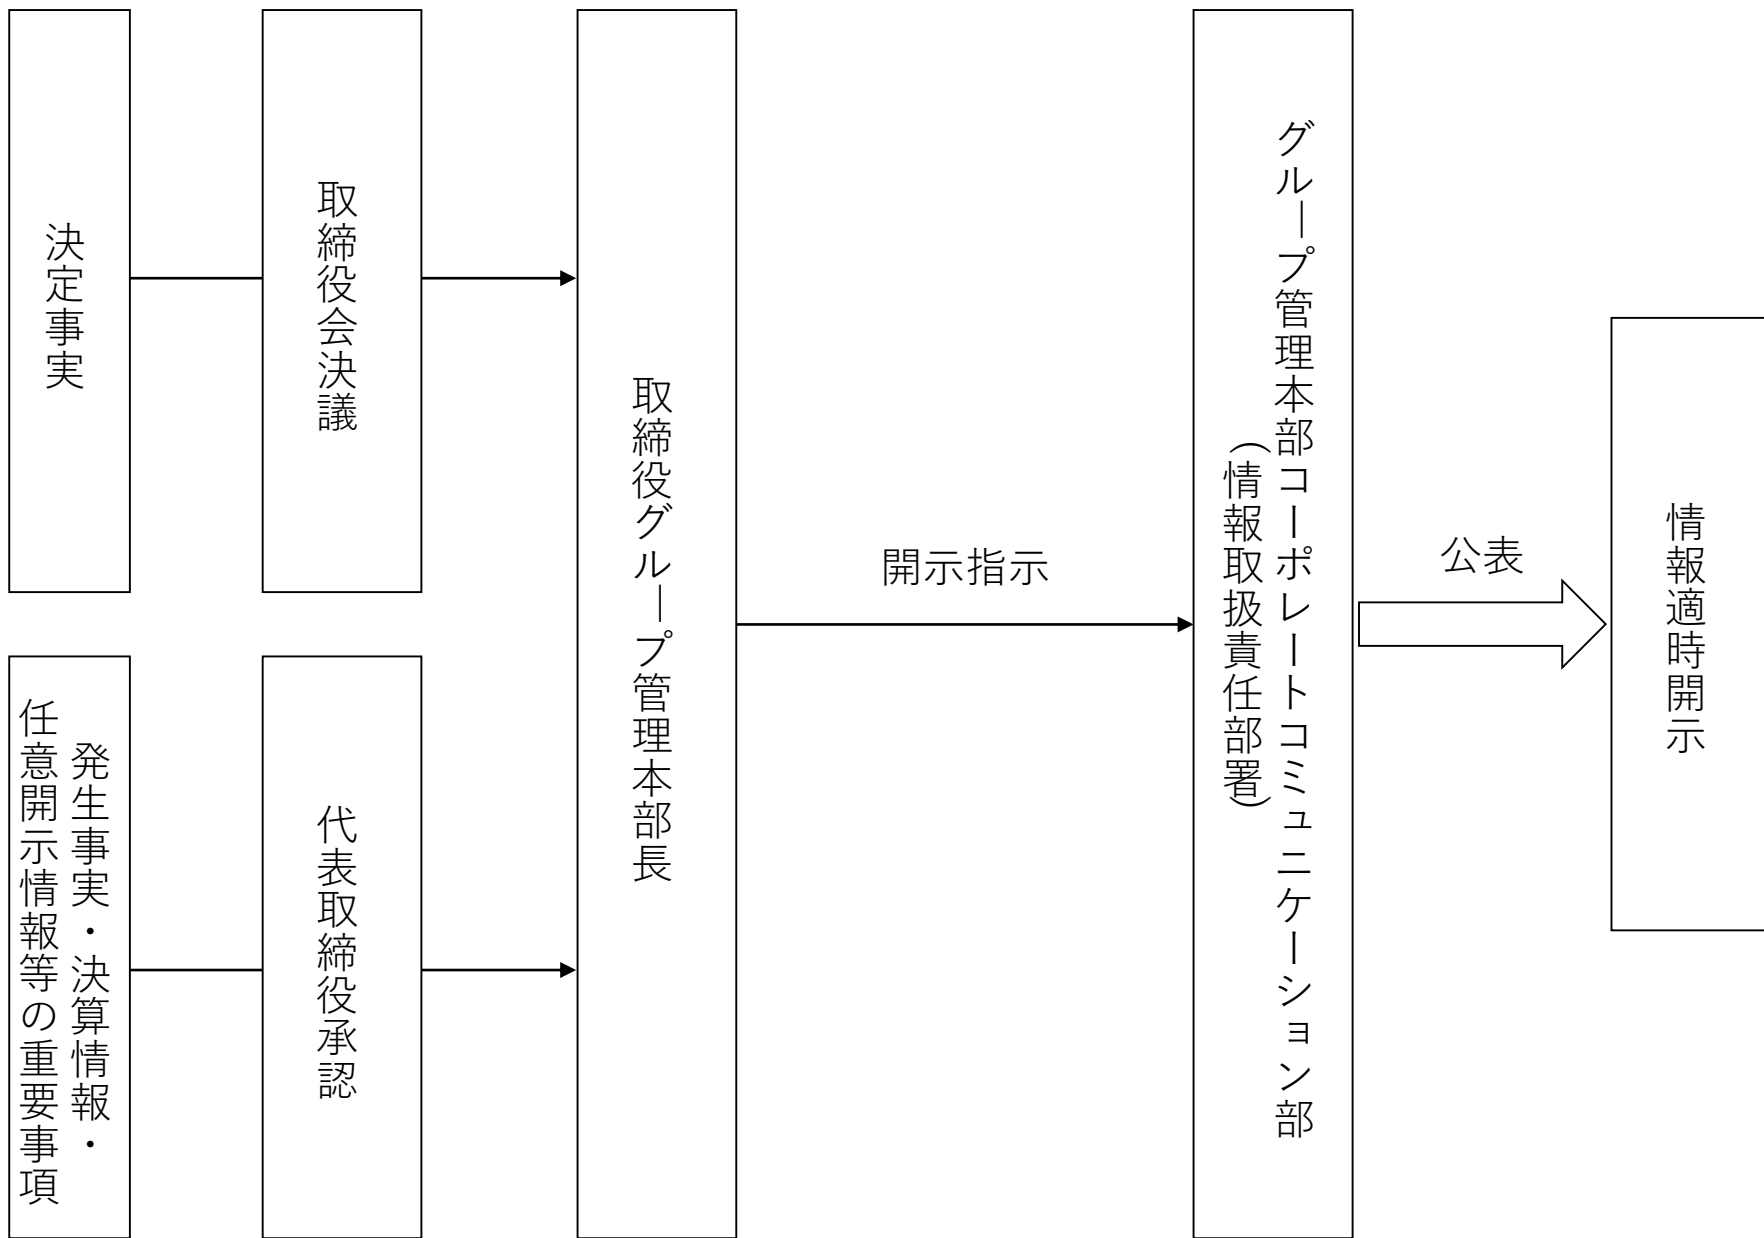 決定事実
取締役会決議
発生事実・決算情報・
任意開示情報等の重要事項
代表取締役承認
取締役グループ管理本部長
開示指示
グループ管理本部コーポレートコミュニケーション部
（情報取扱責任部署）
公表
情報適時開示